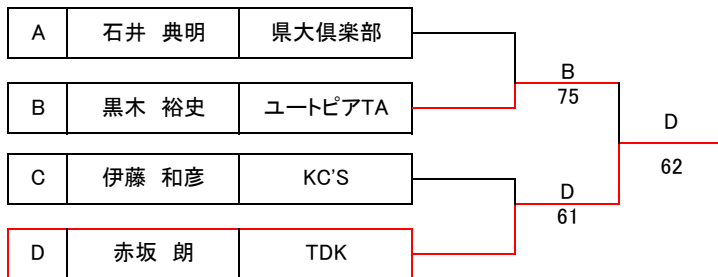 A 石井 典明 県大倶楽部
B 黒木 裕史 ユートピアTA
C 伊藤 和彦 KC'S
D 赤坂 朗 TDK
B
75
D
61
D
62